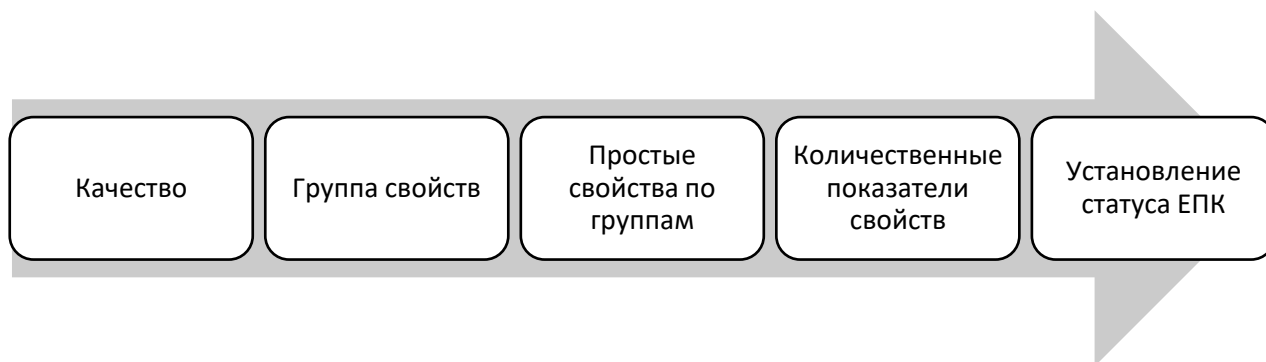 Качество
Группа свойств
Простые
свойства по
группам
Количественные
показатели
свойств
Установление
статуса ЕПК